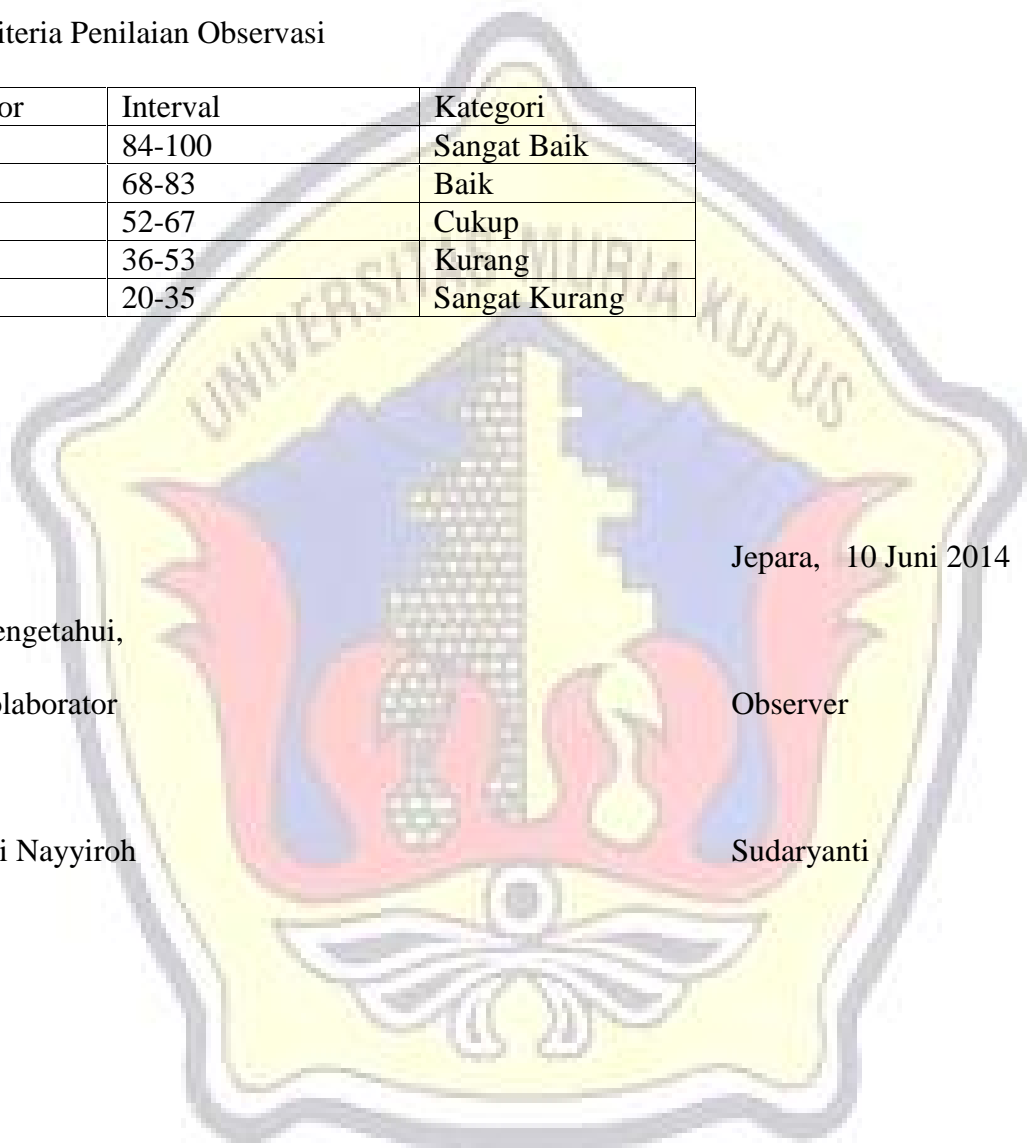 iteria Penilaian Observasi
or Interval Kategori
84-100 Sangat Baik
68-83 Baik
52-67 Cukup
36-53 Kurang
20-35 Sangat Kurang
UNIVERSITAS MURIA KUDUS
Jepara, 10 Juni 2014
engetahui,
olaborator Observer
i Nayyiroh Sudaryanti